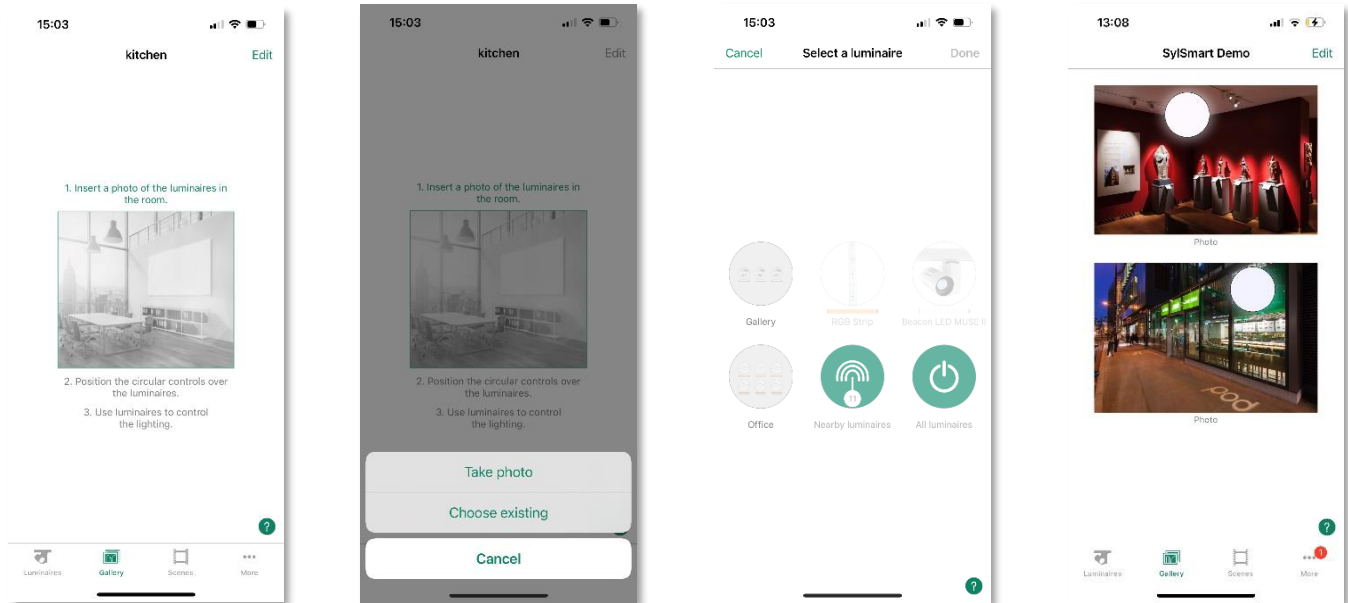 15:03
kitchen
Edit
1. Insert a photo of the luminaires in
the room.
2. Position the circular controls over
the luminaires.
3. Use luminaires to control
the lighting.
?
Luminaires
Gallery
Scenes
More
15:03
kitchen
Edit
1. Insert a photo of the luminaires in
the room.
2. Position the circular controls over
the luminaires.
3. Use luminaires to control
the lighting.
Take photo
Choose existing
Cancel
15:03
Cancel
Select a luminaire
Done
Gallery
RGB Strip
Beacon LED MUSE II
11
Office
Nearby luminaires
All luminaires
?
13:08
SylSmart Demo
Edit
Photo
pod
Photo
?
1
Luminaires
Gallery
Scenes
More